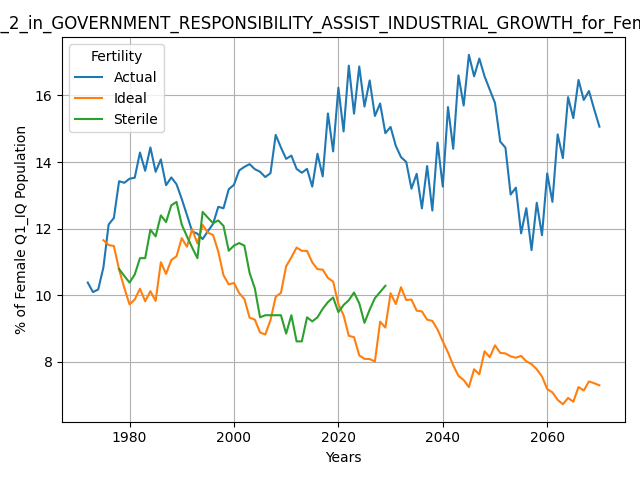 _2_in_GOVERNMENT_RESPONSIBILITY_ASSIST_INDUSTRIAL_GROWTH_for_Fem
Fertility
Actual
Ideal
Sterile
% of Female Q1_IQ Population
16
14
12
10
8
1980
2000
2020
2040
2060
Years